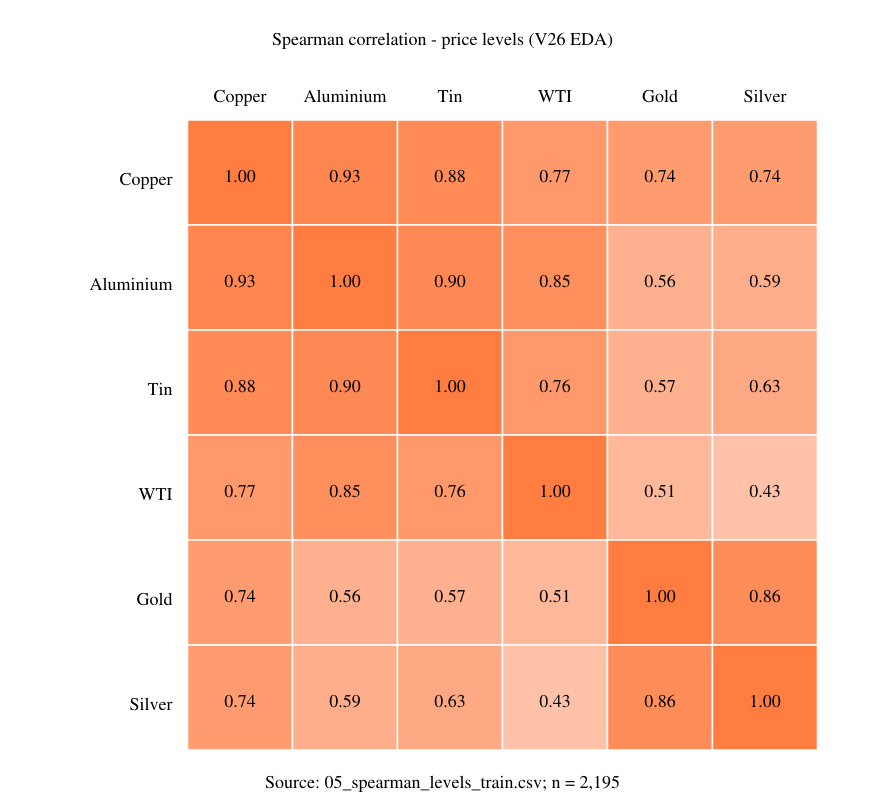 Spearman correlation - price levels (V26 EDA)
Copper Aluminium Tin WTI Gold Silver
Copper 1.00 0.93 0.88 0.77 0.74 0.74
Aluminium 0.93 1.00 0.90 0.85 0.56 0.59
Tin 0.88 0.90 1.00 0.76 0.57 0.63
WTI 0.77 0.85 0.76 1.00 0.51 0.43
Gold 0.74 0.56 0.57 0.51 1.00 0.86
Silver 0.74 0.59 0.63 0.43 0.86 1.00
Source: 05_spearman_levels_train.csv; n = 2,195